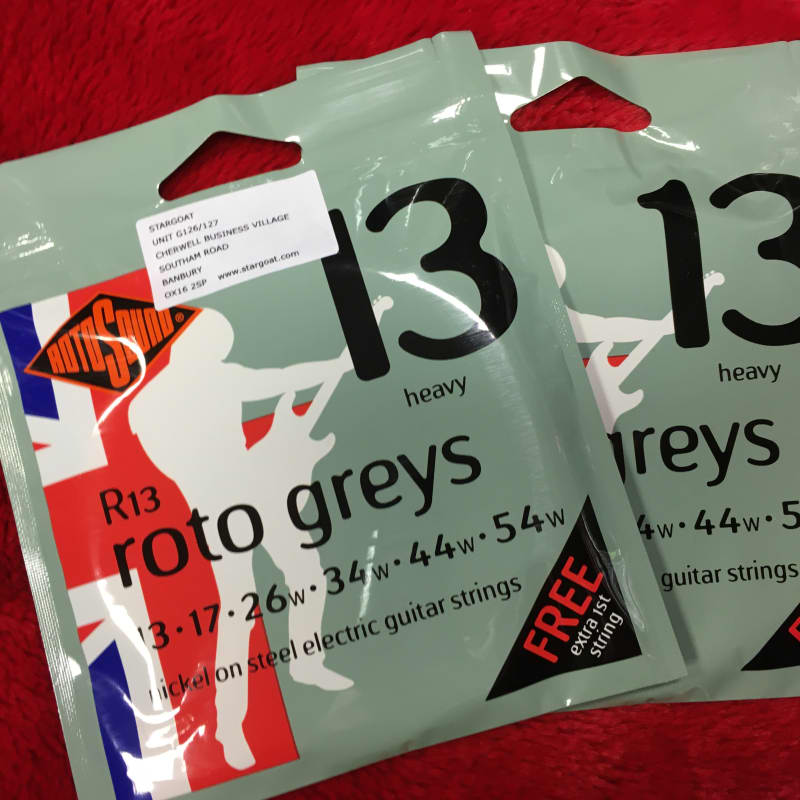 STARGOAT
UNIT G126/127
CHERWELL BUSINESS VILLAGE
SOUTHAM ROAD
BANBURY
OX16 2SP www.stargoat.com
ROTOSOUND®
13
heavy
R13
roto greys
13·17·26w·34w·44w·54w
nickel on steel electric guitar strings
FREE
extra 1st
string
13
heavy
greys
4w·44w·5
guitar strings